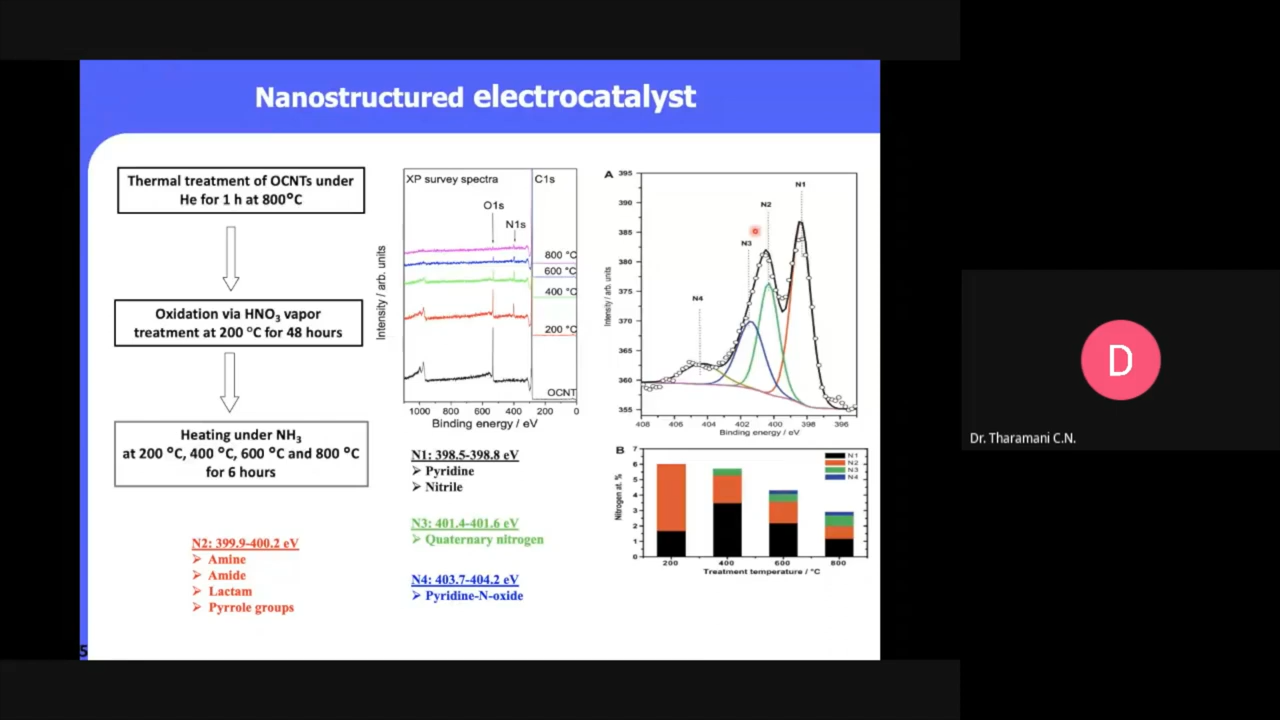 Nanostructured electrocatalyst
Thermal treatment of OCNTs under
He for 1 h at 800°C
Oxidation via HNO3 vapor
treatment at 200 °C for 48 hours
Heating under NH3
at 200 °C, 400 °C, 600 °C and 800 °C
for 6 hours
N2: 399.9-400.2 eV
➢ Amine
➢ Amide
➢ Lactam
➢ Pyrrole groups
XP survey spectra
C1s
O1s
N1s
800 °C
600 °C
400 °C
200 °C
OCNT
Intensity / arb. units
1000 800 600 400 200 0
Binding energy / eV
N1: 398.5-398.8 eV
➢ Pyridine
➢ Nitrile
N3: 401.4-401.6 eV
➢ Quaternary nitrogen
N4: 403.7-404.2 eV
➢ Pyridine-N-oxide
A
395
390
385
380
375
370
365
360
355
Intensity / arb. units
N1
N2
N3
N4
408 406 404 402 400 398 396
Binding energy / eV
B
7
6
5
4
3
2
1
0
Nitrogen at. %
N1
N2
N3
N4
200 400 600 800
Treatment temperature / °C
5
D
Dr. Tharamani C.N.